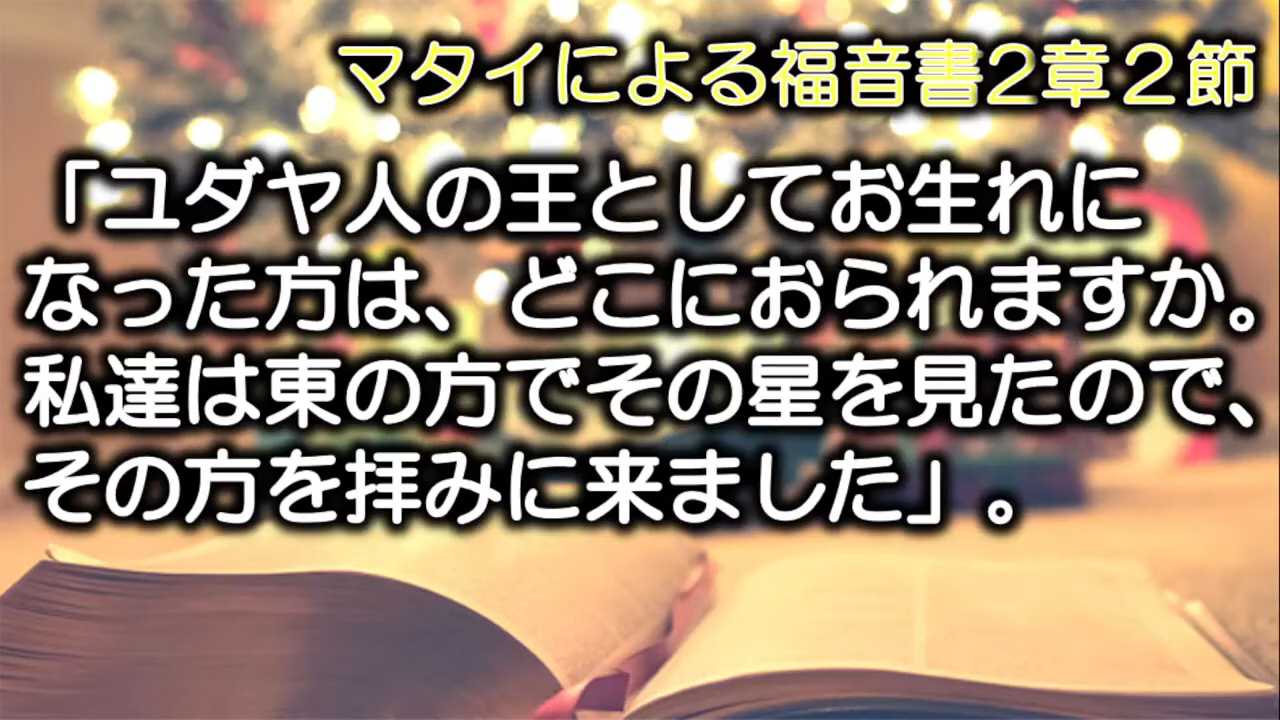 マタイによる福音書2章２節
「ユダヤ人の王としてお生れに
なった方は、どこにおられますか。
私達は東の方でその星を見たので、
その方を拝みに来ました」。